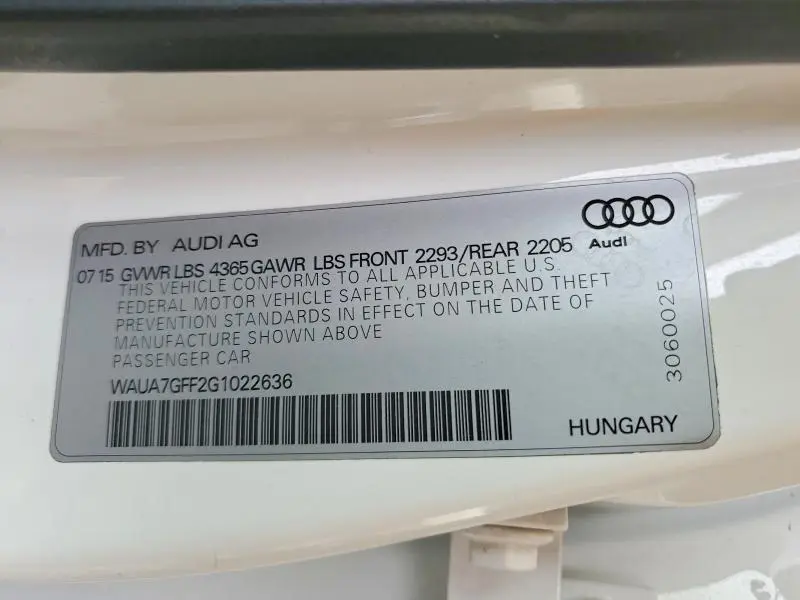 MFD. BY AUDI AG
Audi
07 15 GVWR LBS 4365 GAWR LBS FRONT 2293/REAR 2205
THIS VEHICLE CONFORMS TO ALL APPLICABLE U.S.
FEDERAL MOTOR VEHICLE SAFETY, BUMPER AND THEFT
PREVENTION STANDARDS IN EFFECT ON THE DATE OF
MANUFACTURE SHOWN ABOVE
PASSENGER CAR
WAUA7GFF2G1022636
HUNGARY
3060025